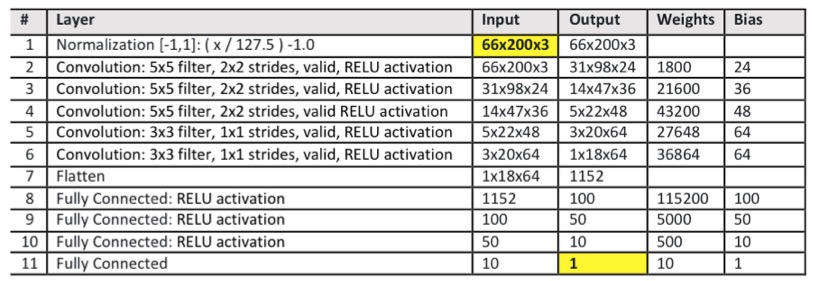 # Layer Input Output Weights Bias
1 Normalization [-1,1]: ( x / 127.5 ) -1.0 66x200x3 66x200x3
2 Convolution: 5x5 filter, 2x2 strides, valid, RELU activation 66x200x3 31x98x24 1800 24
3 Convolution: 5x5 filter, 2x2 strides, valid, RELU activation 31x98x24 14x47x36 21600 36
4 Convolution: 5x5 filter, 2x2 strides, valid RELU activation 14x47x36 5x22x48 43200 48
5 Convolution: 3x3 filter, 1x1 strides, valid, RELU activation 5x22x48 3x20x64 27648 64
6 Convolution: 3x3 filter, 1x1 strides, valid, RELU activation 3x20x64 1x18x64 36864 64
7 Flatten 1x18x64 1152
8 Fully Connected: RELU activation 1152 100 115200 100
9 Fully Connected: RELU activation 100 50 5000 50
10 Fully Connected: RELU activation 50 10 500 10
11 Fully Connected 10 1 10 1